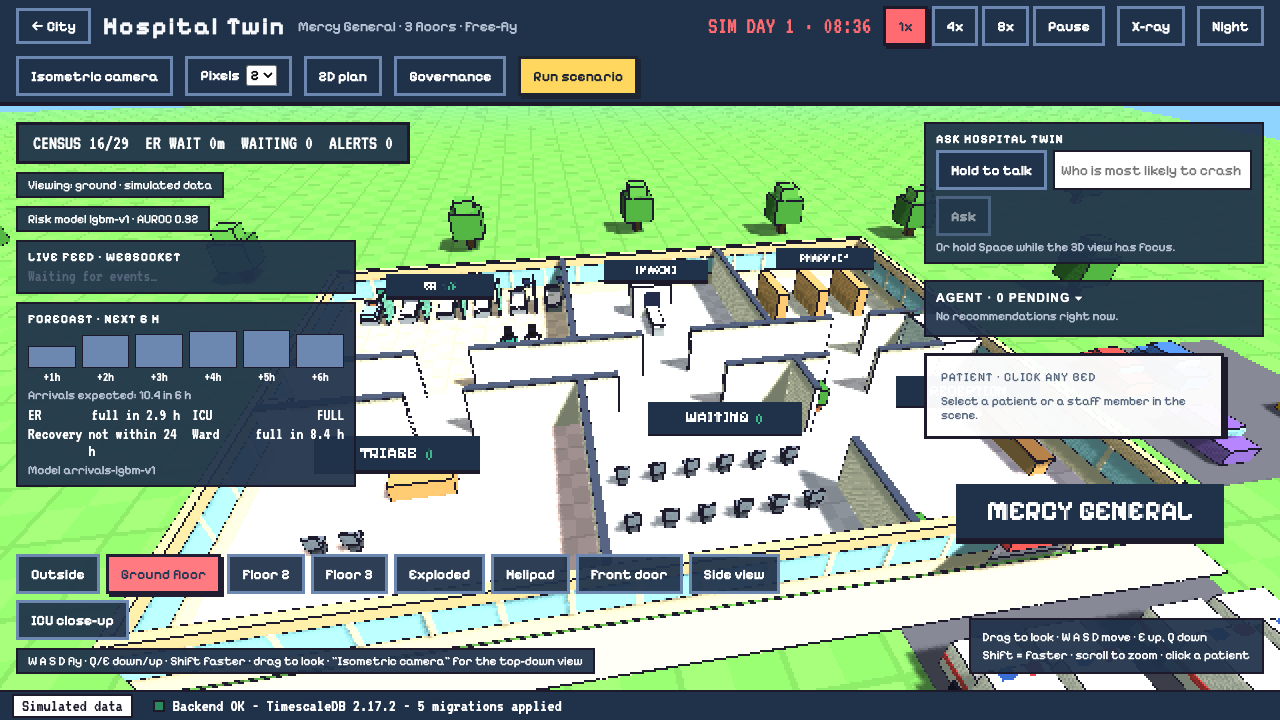 ← City
Hospital Twin
Mercy General · 3 floors · Free-fly
SIM DAY 1 · 08:36
1x
4x
8x
Pause
X-ray
Night
Isometric camera
Pixels 2
2D plan
Governance
Run scenario
CENSUS 16/29 ER WAIT 0m WAITING 0 ALERTS 0
Viewing: ground · simulated data
Risk model lgbm-v1 · AUROC 0.92
LIVE FEED · WEBSOCKET
Waiting for events…
FORECAST · NEXT 6 H
+1h +2h +3h +4h +5h +6h
Arrivals expected: 10.4 in 6 h
ER full in 2.9 h ICU FULL
Recovery not within 24 h Ward full in 8.4 h
Model arrivals-lgbm-v1
ASK HOSPITAL TWIN
Hold to talk
Who is most likely to crash
Ask
Or hold Space while the 3D view has focus.
AGENT · 0 PENDING
No recommendations right now.
PATIENT · CLICK ANY BED
Select a patient or a staff member in the
scene.
WAITING 0
TRIAGE 0
MERCY GENERAL
Outside
Ground floor
Floor 2
Floor 3
Exploded
Helipad
Front door
Side view
ICU close-up
W A S D fly · Q/E down/up · Shift faster · drag to look · "Isometric camera" for the top-down view
Drag to look · W A S D move · E up, Q down
Shift = faster · scroll to zoom · click a patient
Simulated data
Backend OK - TimescaleDB 2.17.2 - 5 migrations applied